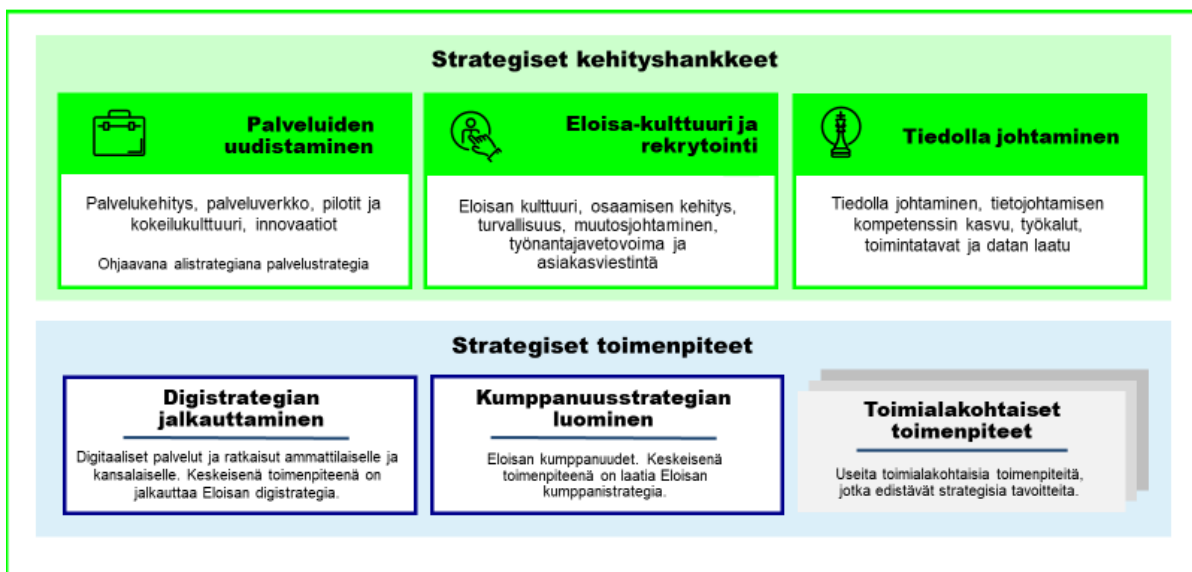 Strategiset kehityshankkeet
Palveluiden
uudistaminen
Palvelukehitys, palveluverkko, pilotit ja
kokeilukulttuuri, innovaatiot
Ohjaavana alistrategiana palvelustrategia
Eloisa-kulttuuri ja
rekrytointi
Eloisan kulttuuri, osaamisen kehitys,
turvallisuus, muutosjohtaminen,
työnantajavetovoima ja
asiakasviestintä
Tiedolla johtaminen
Tiedolla johtaminen, tietojohtamisen
kompetenssin kasvu, työkalut,
toimintatavat ja datan laatu
Strategiset toimenpiteet
Digistrategian
jalkauttaminen
Digitaaliset palvelut ja ratkaisut ammattilaiselle ja
kansalaiselle. Keskeisenä toimenpiteenä on
jalkauttaa Eloisan digistrategia.
Kumppanuusstrategian
luominen
Eloisan kumppanuudet. Keskeisenä
toimenpiteenä on laatia Eloisan
kumppanistrategia.
Toimialakohtaiset
toimenpiteet
Useita toimialakohtaisia toimenpiteitä,
jotka edistävät strategisia tavoitteita.